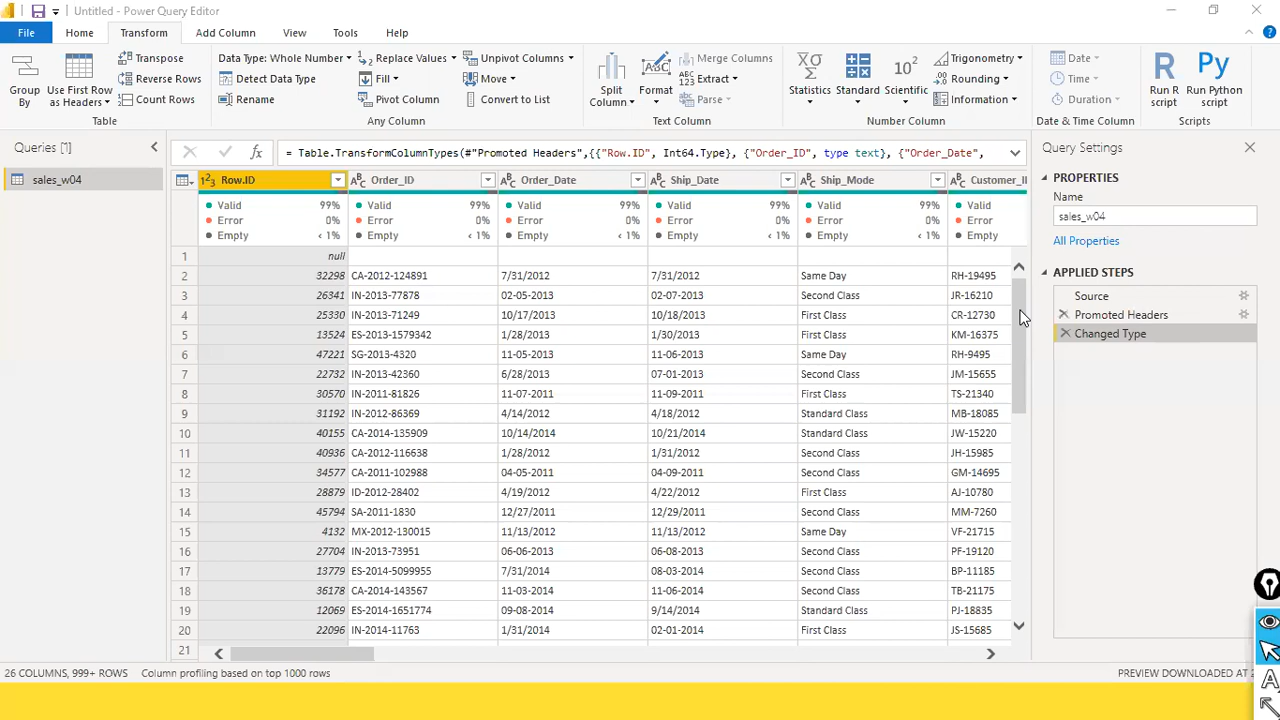 Untitled - Power Query Editor
File Home Transform Add Column View Tools Help
Group By
Use First Row as Headers
Transpose
Reverse Rows
Count Rows
Table
Data Type: Whole Number
Detect Data Type
Rename
Replace Values
Fill
Pivot Column
Unpivot Columns
Move
Convert to List
Any Column
Split Column
Format
Merge Columns
Extract
Parse
Text Column
Statistics
Standard
Scientific
Trigonometry
Rounding
Information
Number Column
Date
Time
Duration
Date & Time Column
Run R script
Run Python script
Scripts
Queries [1]
sales_w04
= Table.TransformColumnTypes(#"Promoted Headers",{{"Row.ID", Int64.Type}, {"Order_ID", type text}, {"Order_Date",
Row.ID Order_ID Order_Date Ship_Date Ship_Mode
Valid 99% Valid 99% Valid 99% Valid 99% Valid 99% Valid
Error 0% Error 0% Error 0% Error 0% Error 0% Error
Empty < 1% Empty < 1% Empty < 1% Empty < 1% Empty < 1% Empty
1 null
2 32298 CA-2012-124891 7/31/2012 7/31/2012 Same Day RH-19495
3 26341 IN-2013-77878 02-05-2013 02-07-2013 Second Class JR-16210
4 25330 IN-2013-71249 10/17/2013 10/18/2013 First Class CR-12730
5 13524 ES-2013-1579342 1/28/2013 1/30/2013 First Class KM-16375
6 47221 SG-2013-4320 11-05-2013 11-06-2013 Same Day RH-9495
7 22732 IN-2013-42360 6/28/2013 07-01-2013 Second Class JM-15655
8 30570 IN-2011-81826 11-07-2011 11-09-2011 First Class TS-21340
9 31192 IN-2012-86369 4/14/2012 4/18/2012 Standard Class MB-18085
10 40155 CA-2014-135909 10/14/2014 10/21/2014 Standard Class JW-15220
11 40936 CA-2012-116638 1/28/2012 1/31/2012 Second Class JH-15985
12 34577 CA-2011-102988 04-05-2011 04-09-2011 Second Class GM-14695
13 28879 ID-2012-28402 4/19/2012 4/22/2012 First Class AJ-10780
14 45794 SA-2011-1830 12/27/2011 12/29/2011 Second Class MM-7260
15 4132 MX-2012-130015 11/13/2012 11/13/2012 Same Day VF-21715
16 27704 IN-2013-73951 06-06-2013 06-08-2013 Second Class PF-19120
17 13779 ES-2014-5099955 7/31/2014 08-03-2014 Second Class BP-11185
18 36178 CA-2014-143567 11-03-2014 11-06-2014 Second Class TB-21175
19 12069 ES-2014-1651774 09-08-2014 9/14/2014 Standard Class PJ-18835
20 22096 IN-2014-11763 1/31/2014 02-01-2014 First Class JS-15685
21
Query Settings
PROPERTIES
Name
sales_w04
All Properties
APPLIED STEPS
Source
Promoted Headers
Changed Type
26 COLUMNS, 999+ ROWS Column profiling based on top 1000 rows
PREVIEW DOWNLOADED AT